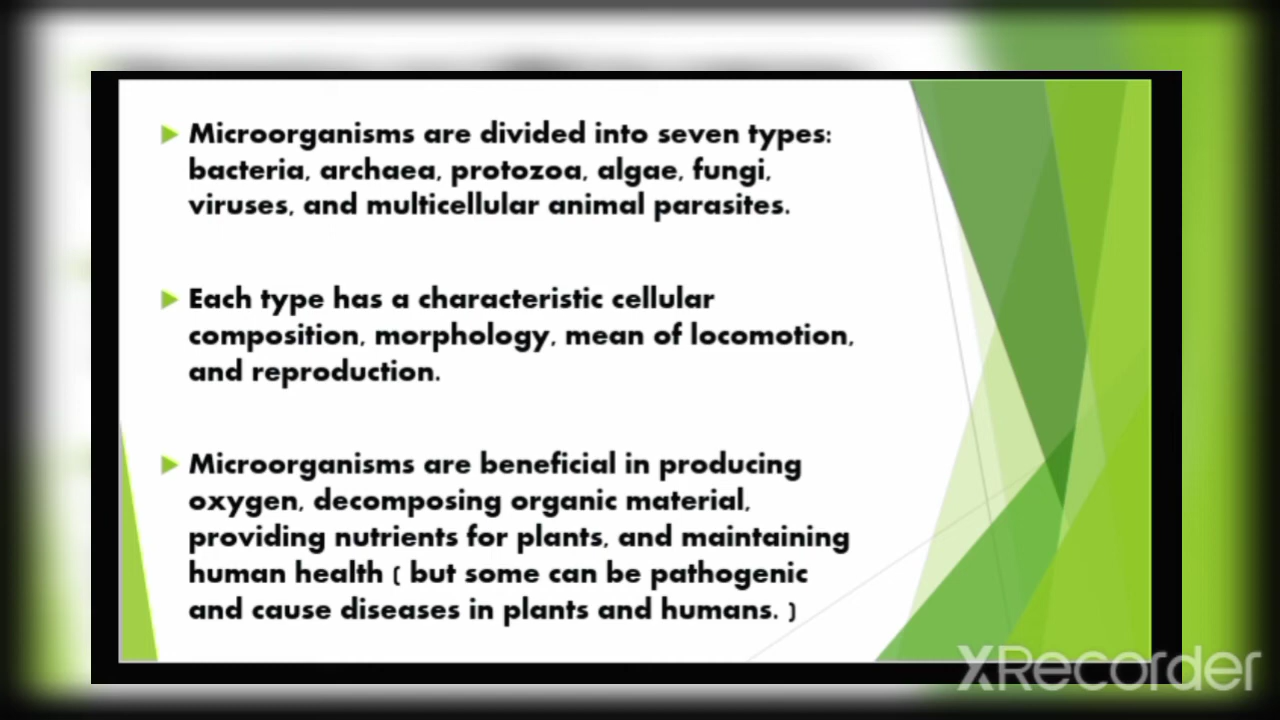 Microorganisms are divided into seven types:
bacteria, archaea, protozoa, algae, fungi,
viruses, and multicellular animal parasites.
Each type has a characteristic cellular
composition, morphology, mean of locomotion,
and reproduction.
Microorganisms are beneficial in producing
oxygen, decomposing organic material,
providing nutrients for plants, and maintaining
human health ( but some can be pathogenic
and cause diseases in plants and humans. )
XRecorder